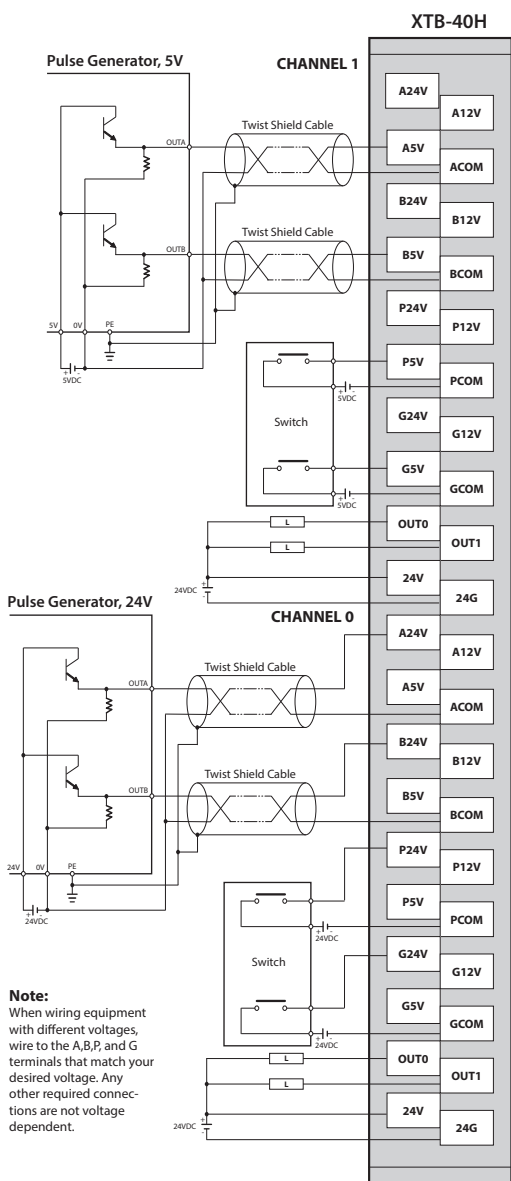 XTB-40H
Pulse Generator, 5V
CHANNEL 1
OUTA
OUTB
5V 0V PE
+ -
5VDC
Twist Shield Cable
Twist Shield Cable
Switch
+ -
5VDC
+ -
5VDC
L
L
24VDC
+
-
A24V
A12V
A5V
ACOM
B24V
B12V
B5V
BCOM
P24V
P12V
P5V
PCOM
G24V
G12V
G5V
GCOM
OUT0
OUT1
24V
24G
Pulse Generator, 24V
CHANNEL 0
OUTA
OUTB
24V 0V PE
+ -
24VDC
Twist Shield Cable
Twist Shield Cable
Switch
+ -
24VDC
+ -
24VDC
L
L
24VDC
+
-
A24V
A12V
A5V
ACOM
B24V
B12V
B5V
BCOM
P24V
P12V
P5V
PCOM
G24V
G12V
G5V
GCOM
OUT0
OUT1
24V
24G
Note:
When wiring equipment
with different voltages,
wire to the A,B,P, and G
terminals that match your
desired voltage. Any
other required connec-
tions are not voltage
dependent.